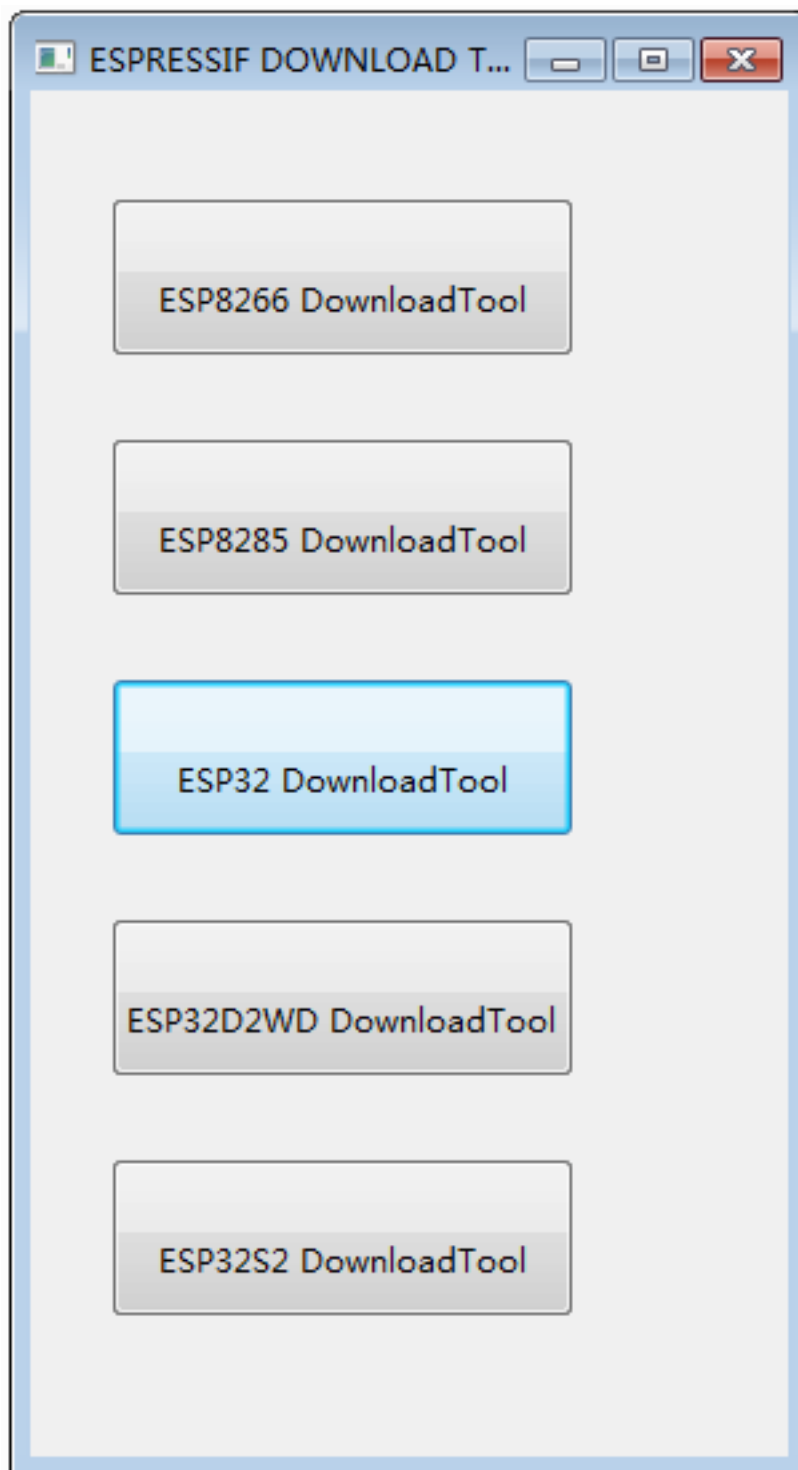 ESPRESSIF DOWNLOAD T...
ESP8266 DownloadTool
ESP8285 DownloadTool
ESP32 DownloadTool
ESP32D2WD DownloadTool
ESP32S2 DownloadTool